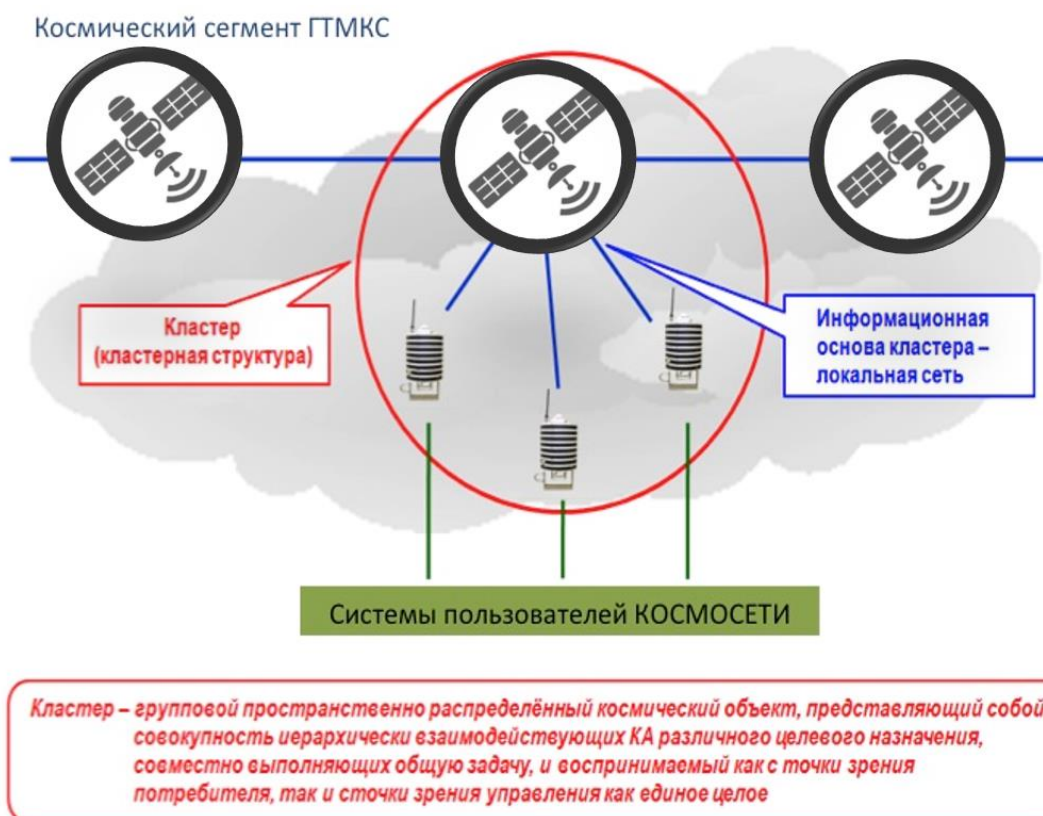 Космический сегмент ГТМКС
Кластер
(кластерная структура)
Информационная
основа кластера –
локальная сеть
Системы пользователей КОСМОСЕТИ
Кластер – групповой пространственно распределённый космический объект, представляющий собой
совокупность иерархически взаимодействующих КА различного целевого назначения,
совместно выполняющих общую задачу, и воспринимаемый как с точки зрения
потребителя, так и сточки зрения управления как единое целое